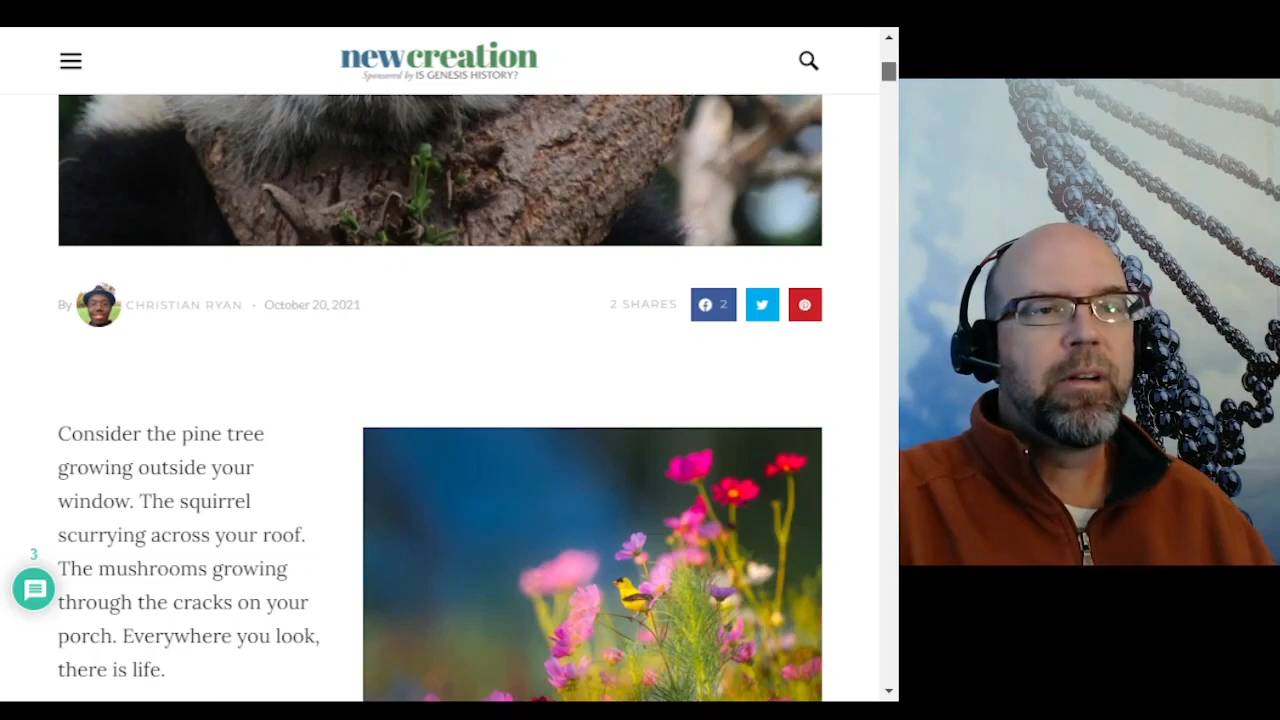 newcreation
Sponsored by IS GENESIS HISTORY?
By CHRISTIAN RYAN · October 20, 2021
2 SHARES
2
Consider the pine tree
growing outside your
window. The squirrel
scurrying across your roof.
The mushrooms growing
through the cracks on your
porch. Everywhere you look,
there is life.
3